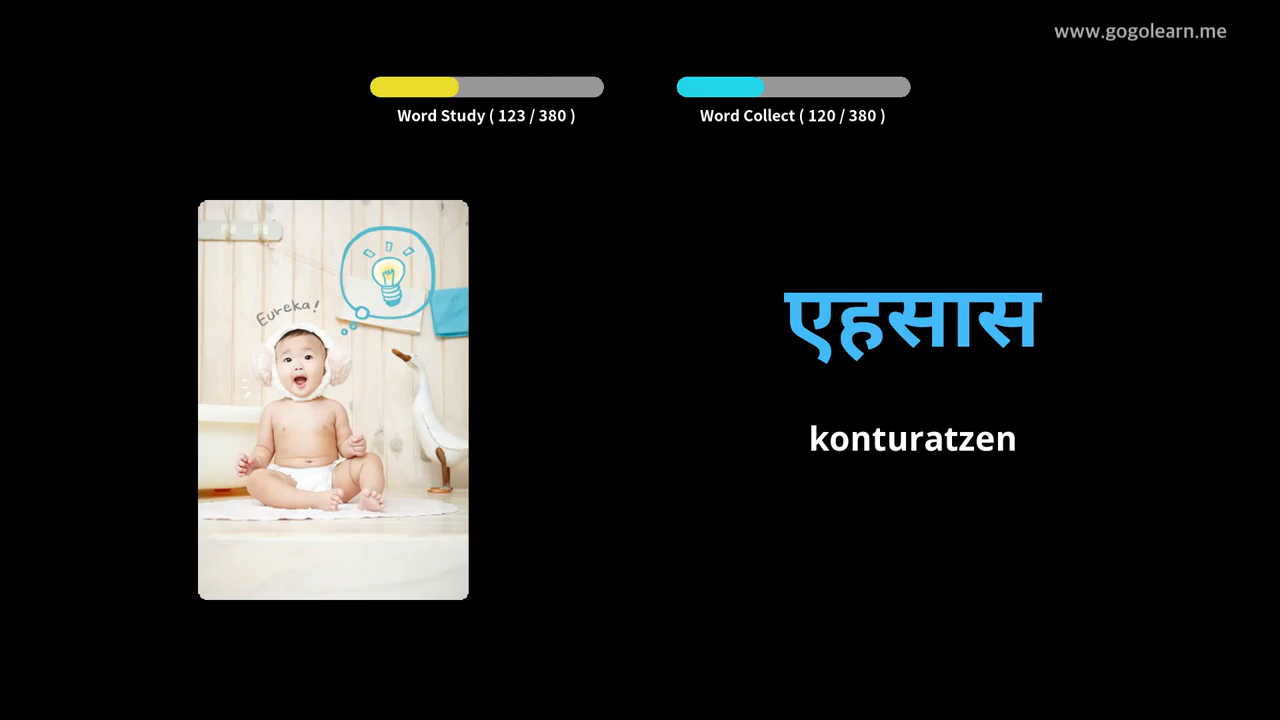 www.gogolearn.me
Word Study ( 123 / 380 )
Word Collect ( 120 / 380 )
Eureka!
एहसास
konturatzen